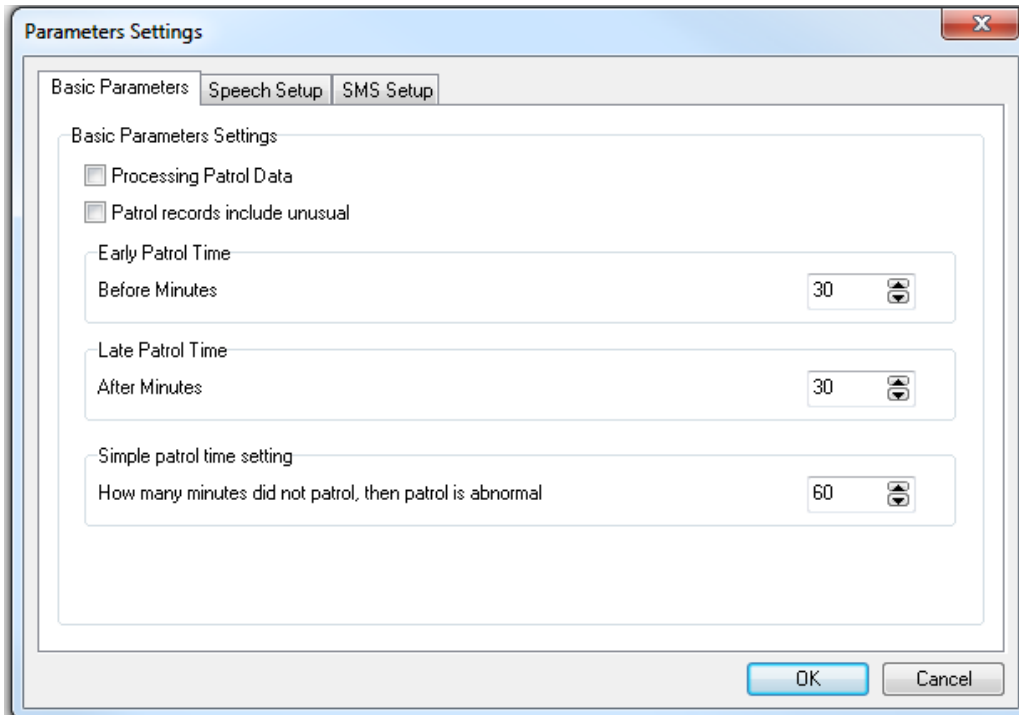 Parameters Settings
Basic Parameters Speech Setup SMS Setup
Basic Parameters Settings
Processing Patrol Data
Patrol records include unusual
Early Patrol Time
Before Minutes 30
Late Patrol Time
After Minutes 30
Simple patrol time setting
How many minutes did not patrol, then patrol is abnormal 60
OK Cancel